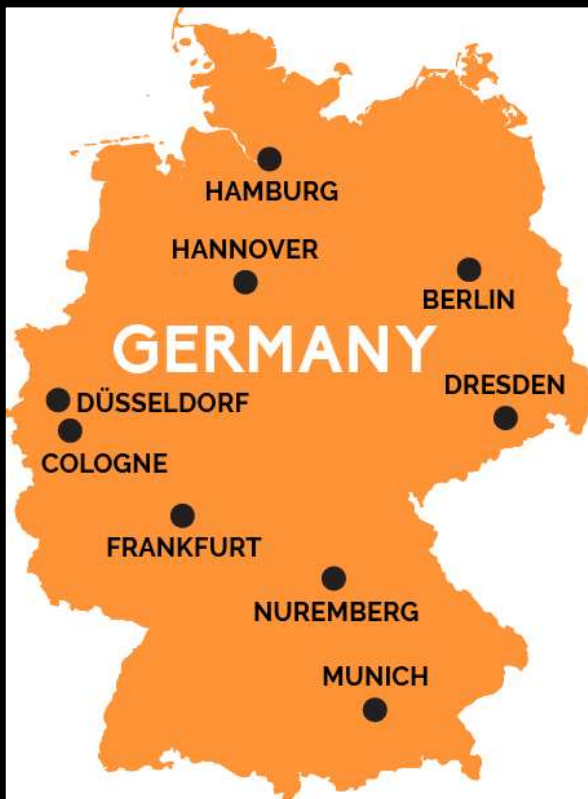 HAMBURG
HANNOVER
BERLIN
GERMANY
DRESDEN
DÜSSELDORF
COLOGNE
FRANKFURT
NUREMBERG
MUNICH